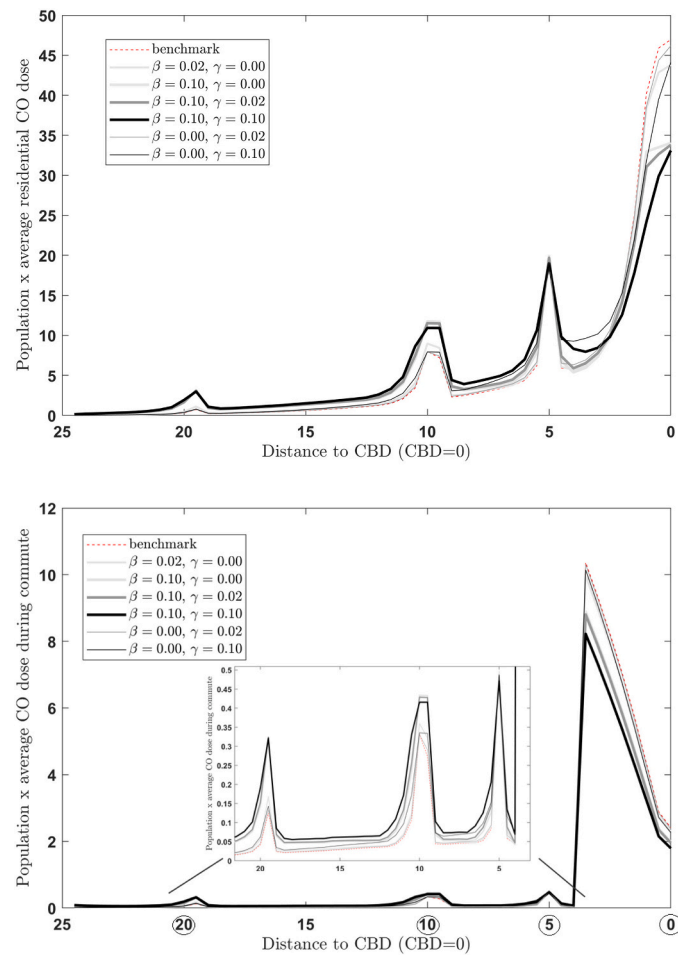 50
45
40
35
30
25
20
15
10
5
0
Population x average residential CO dose
benchmark
β = 0.02, γ = 0.00
β = 0.10, γ = 0.00
β = 0.10, γ = 0.02
β = 0.10, γ = 0.10
β = 0.00, γ = 0.02
β = 0.00, γ = 0.10
25 20 15 10 5 0
Distance to CBD (CBD=0)
12
10
8
6
4
2
0
Population x average CO dose during commute
benchmark
β = 0.02, γ = 0.00
β = 0.10, γ = 0.00
β = 0.10, γ = 0.02
β = 0.10, γ = 0.10
β = 0.00, γ = 0.02
β = 0.00, γ = 0.10
0.5
0.45
0.4
0.35
0.3
0.25
0.2
0.15
0.1
0.05
0
Population x average CO dose during commute
20 15 10 5
25 20 15 10 5 0
Distance to CBD (CBD=0)